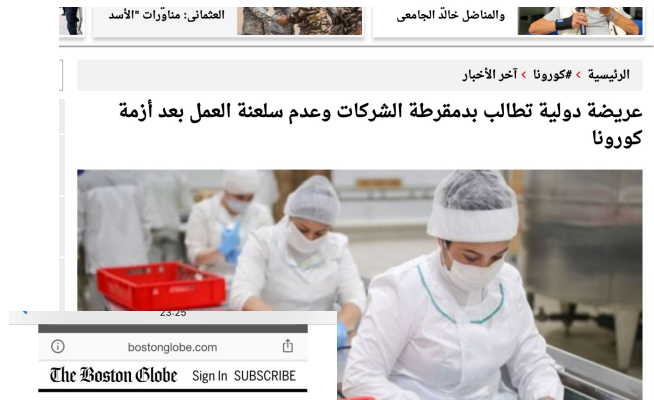 والمناضل خالد الجامعي
العثماني: مناورات "الأسد
الرئيسية > #كورونا > آخر الأخبار
عريضة دولية تطالب بدمقرطة الشركات وعدم سلعنة العمل بعد أزمة
كورونا
23:25
bostonglobe.com
The Boston Globe Sign In SUBSCRIBE